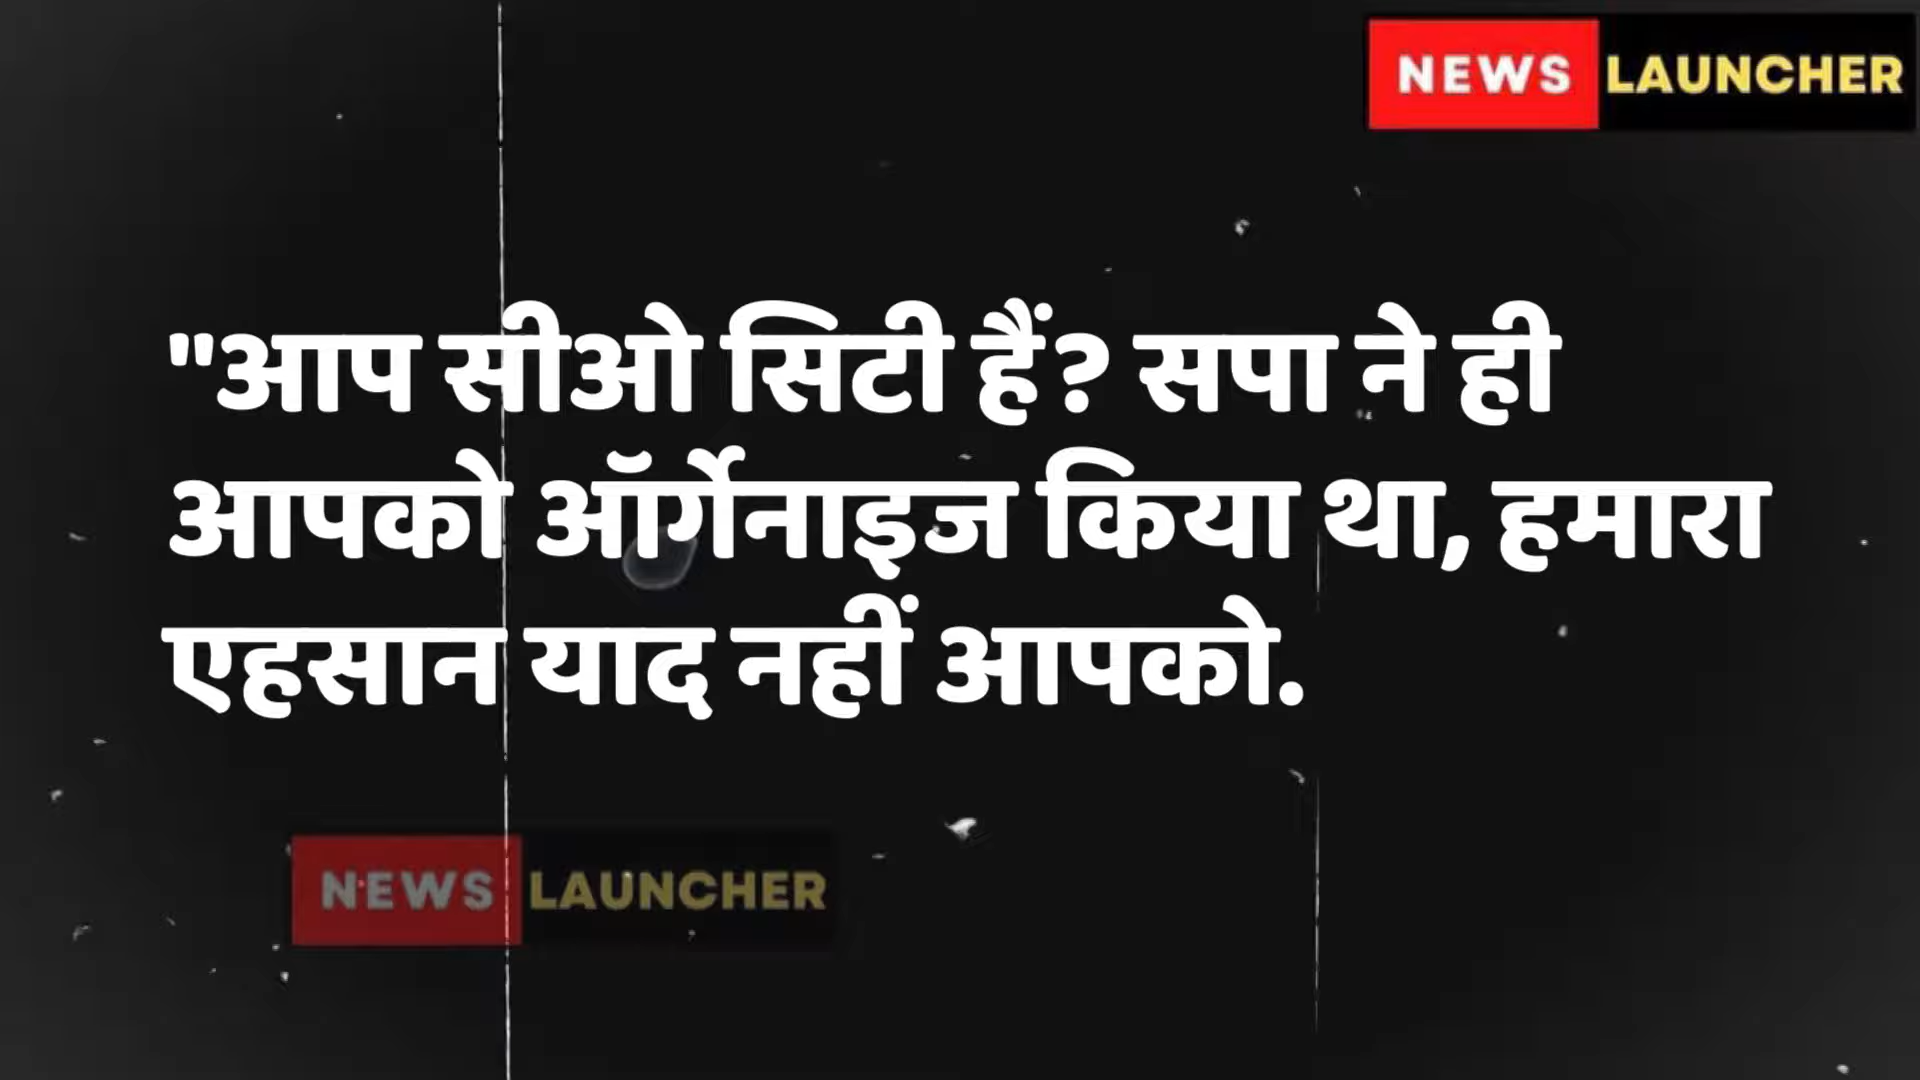 NEWS LAUNCHER
"आप सीओ सिटी हैं? सपा ने ही
आपको ऑर्गेनाइज किया था, हमारा
एहसान याद नहीं आपको.
NEWS LAUNCHER